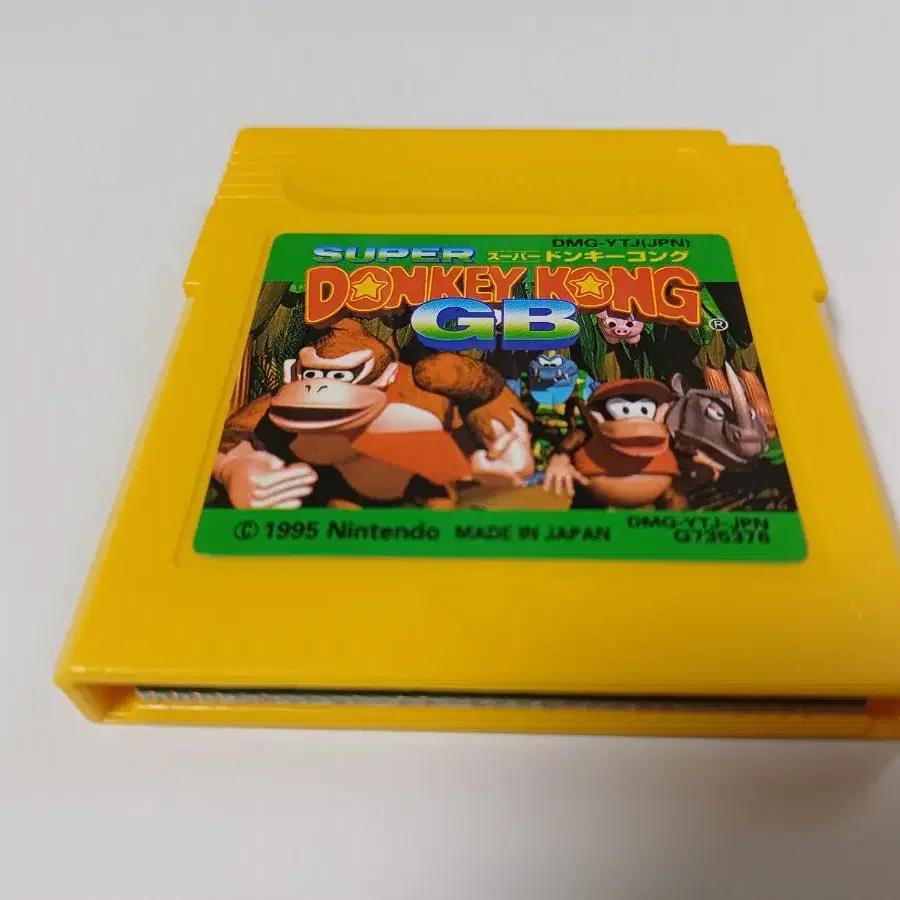 DMG-YTJ(JPN)
SUPER スーパードンキーコング
DONKEY KONG
GB ®
© 1995 Nintendo MADE IN JAPAN DMG-YTJ-JPN
G735376